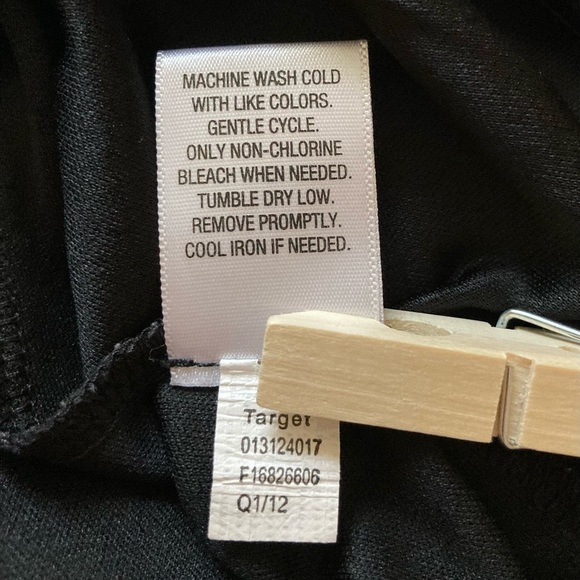 MACHINE WASH COLD
WITH LIKE COLORS.
GENTLE CYCLE.
ONLY NON-CHLORINE
BLEACH WHEN NEEDED.
TUMBLE DRY LOW.
REMOVE PROMPTLY.
COOL IRON IF NEEDED.
Target
013124017
F16826606
Q1/12